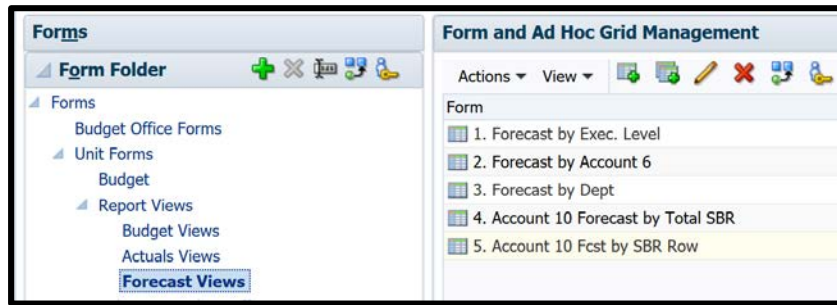 Forms
Form Folder
Forms
Budget Office Forms
Unit Forms
Budget
Report Views
Budget Views
Actuals Views
Forecast Views
Form and Ad Hoc Grid Management
Actions View
Form
1. Forecast by Exec. Level
2. Forecast by Account 6
3. Forecast by Dept
4. Account 10 Forecast by Total SBR
5. Account 10 Fcst by SBR Row